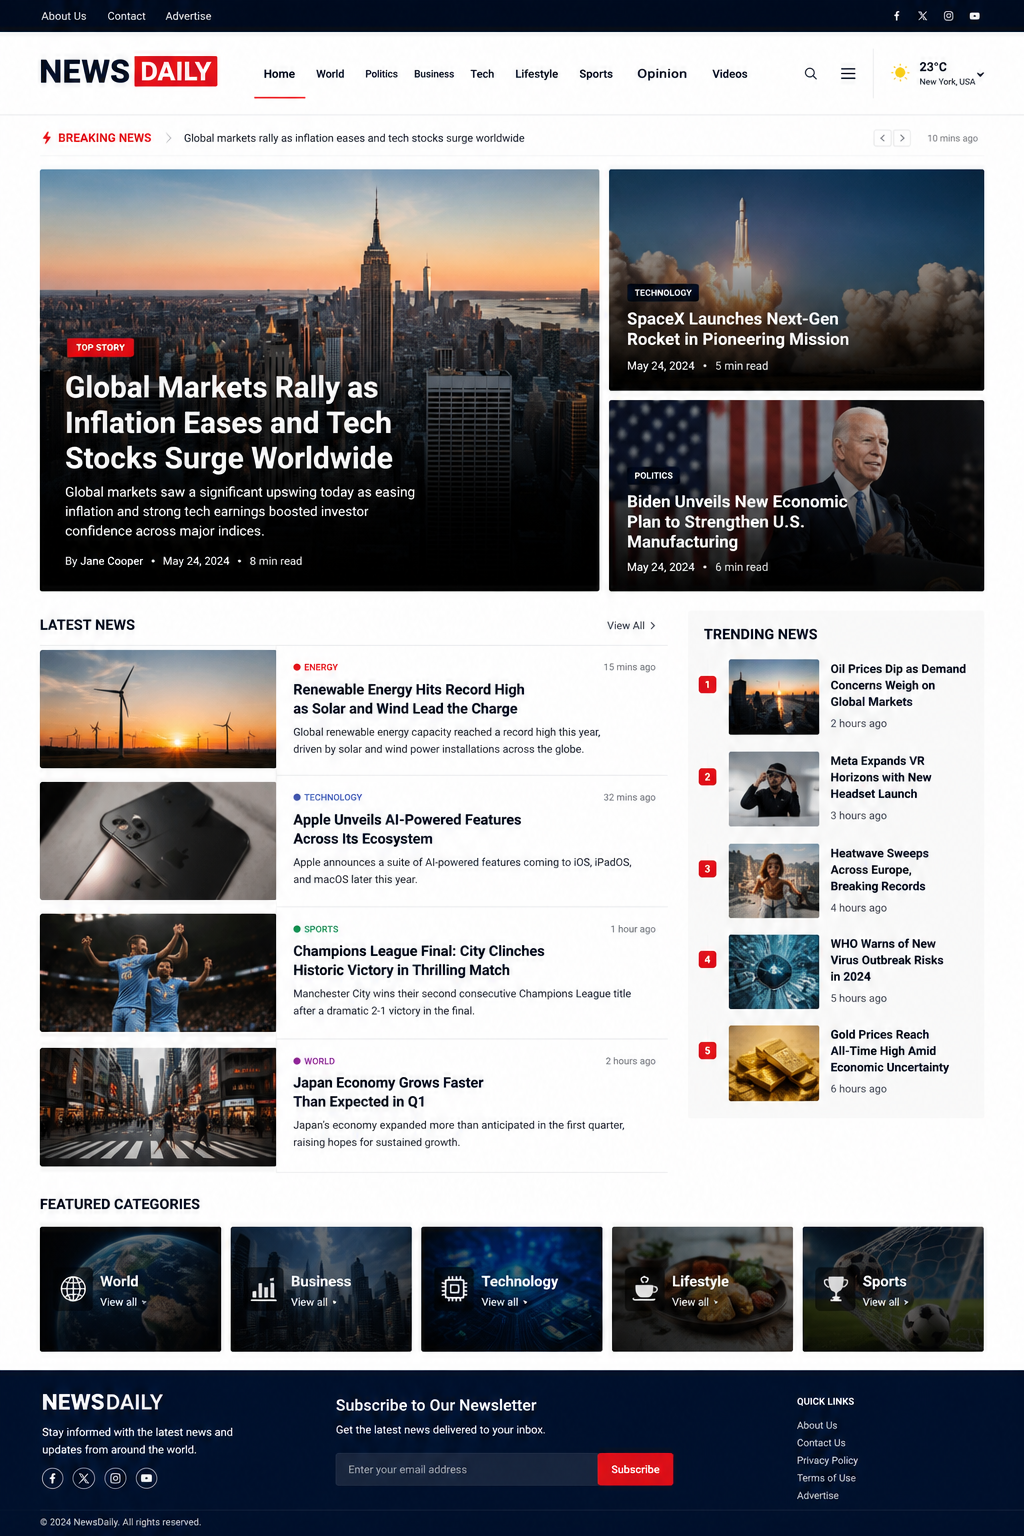 About Us Contact Advertise
NEWS DAILY
Home World Politics Business Tech Lifestyle Sports Opinion Videos
23°C
New York, USA
BREAKING NEWS Global markets rally as inflation eases and tech stocks surge worldwide 10 mins ago
TOP STORY
Global Markets Rally as
Inflation Eases and Tech
Stocks Surge Worldwide
Global markets saw a significant upswing today as easing
inflation and strong tech earnings boosted investor
confidence across major indices.
By Jane Cooper • May 24, 2024 • 8 min read
TECHNOLOGY
SpaceX Launches Next-Gen
Rocket in Pioneering Mission
May 24, 2024 • 5 min read
POLITICS
Biden Unveils New Economic
Plan to Strengthen U.S.
Manufacturing
May 24, 2024 • 6 min read
LATEST NEWS View All
ENERGY 15 mins ago
Renewable Energy Hits Record High
as Solar and Wind Lead the Charge
Global renewable energy capacity reached a record high this year,
driven by solar and wind power installations across the globe.
TECHNOLOGY 32 mins ago
Apple Unveils AI-Powered Features
Across Its Ecosystem
Apple announces a suite of AI-powered features coming to iOS, iPadOS,
and macOS later this year.
SPORTS 1 hour ago
Champions League Final: City Clinches
Historic Victory in Thrilling Match
Manchester City wins their second consecutive Champions League title
after a dramatic 2-1 victory in the final.
WORLD 2 hours ago
Japan Economy Grows Faster
Than Expected in Q1
Japan's economy expanded more than anticipated in the first quarter,
raising hopes for sustained growth.
TRENDING NEWS
1
Oil Prices Dip as Demand
Concerns Weigh on
Global Markets
2 hours ago
2
Meta Expands VR
Horizons with New
Headset Launch
3 hours ago
3
Heatwave Sweeps
Across Europe,
Breaking Records
4 hours ago
4
WHO Warns of New
Virus Outbreak Risks
in 2024
5 hours ago
5
Gold Prices Reach
All-Time High Amid
Economic Uncertainty
6 hours ago
FEATURED CATEGORIES
World
View all
Business
View all
Technology
View all
Lifestyle
View all
Sports
View all
NEWSDAILY
Stay informed with the latest news and
updates from around the world.
Subscribe to Our Newsletter
Get the latest news delivered to your inbox.
Enter your email address Subscribe
QUICK LINKS
About Us
Contact Us
Privacy Policy
Terms of Use
Advertise
© 2024 NewsDaily. All rights reserved.